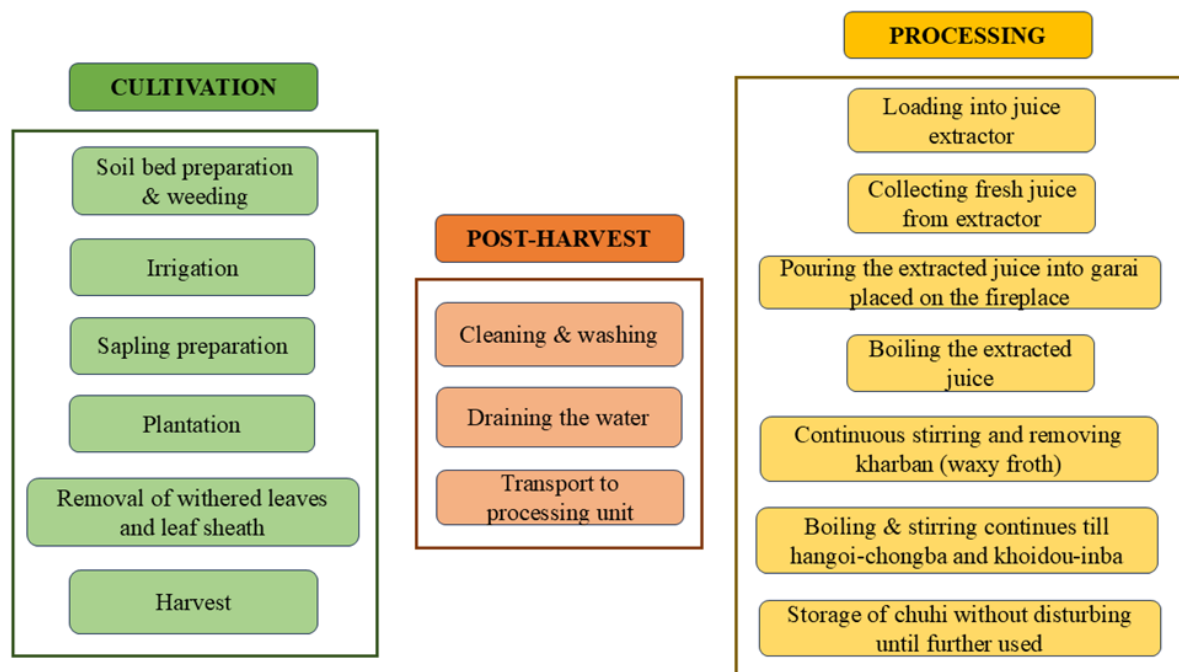 CULTIVATION
Soil bed preparation
& weeding
Irrigation
Sapling preparation
Plantation
Removal of withered leaves
and leaf sheath
Harvest
POST-HARVEST
Cleaning & washing
Draining the water
Transport to
processing unit
PROCESSING
Loading into juice
extractor
Collecting fresh juice
from extractor
Pouring the extracted juice into garai
placed on the fireplace
Boiling the extracted
juice
Continuous stirring and removing
kharban (waxy froth)
Boiling & stirring continues till
hangoi-chongba and khoidou-inba
Storage of chuhi without disturbing
until further used